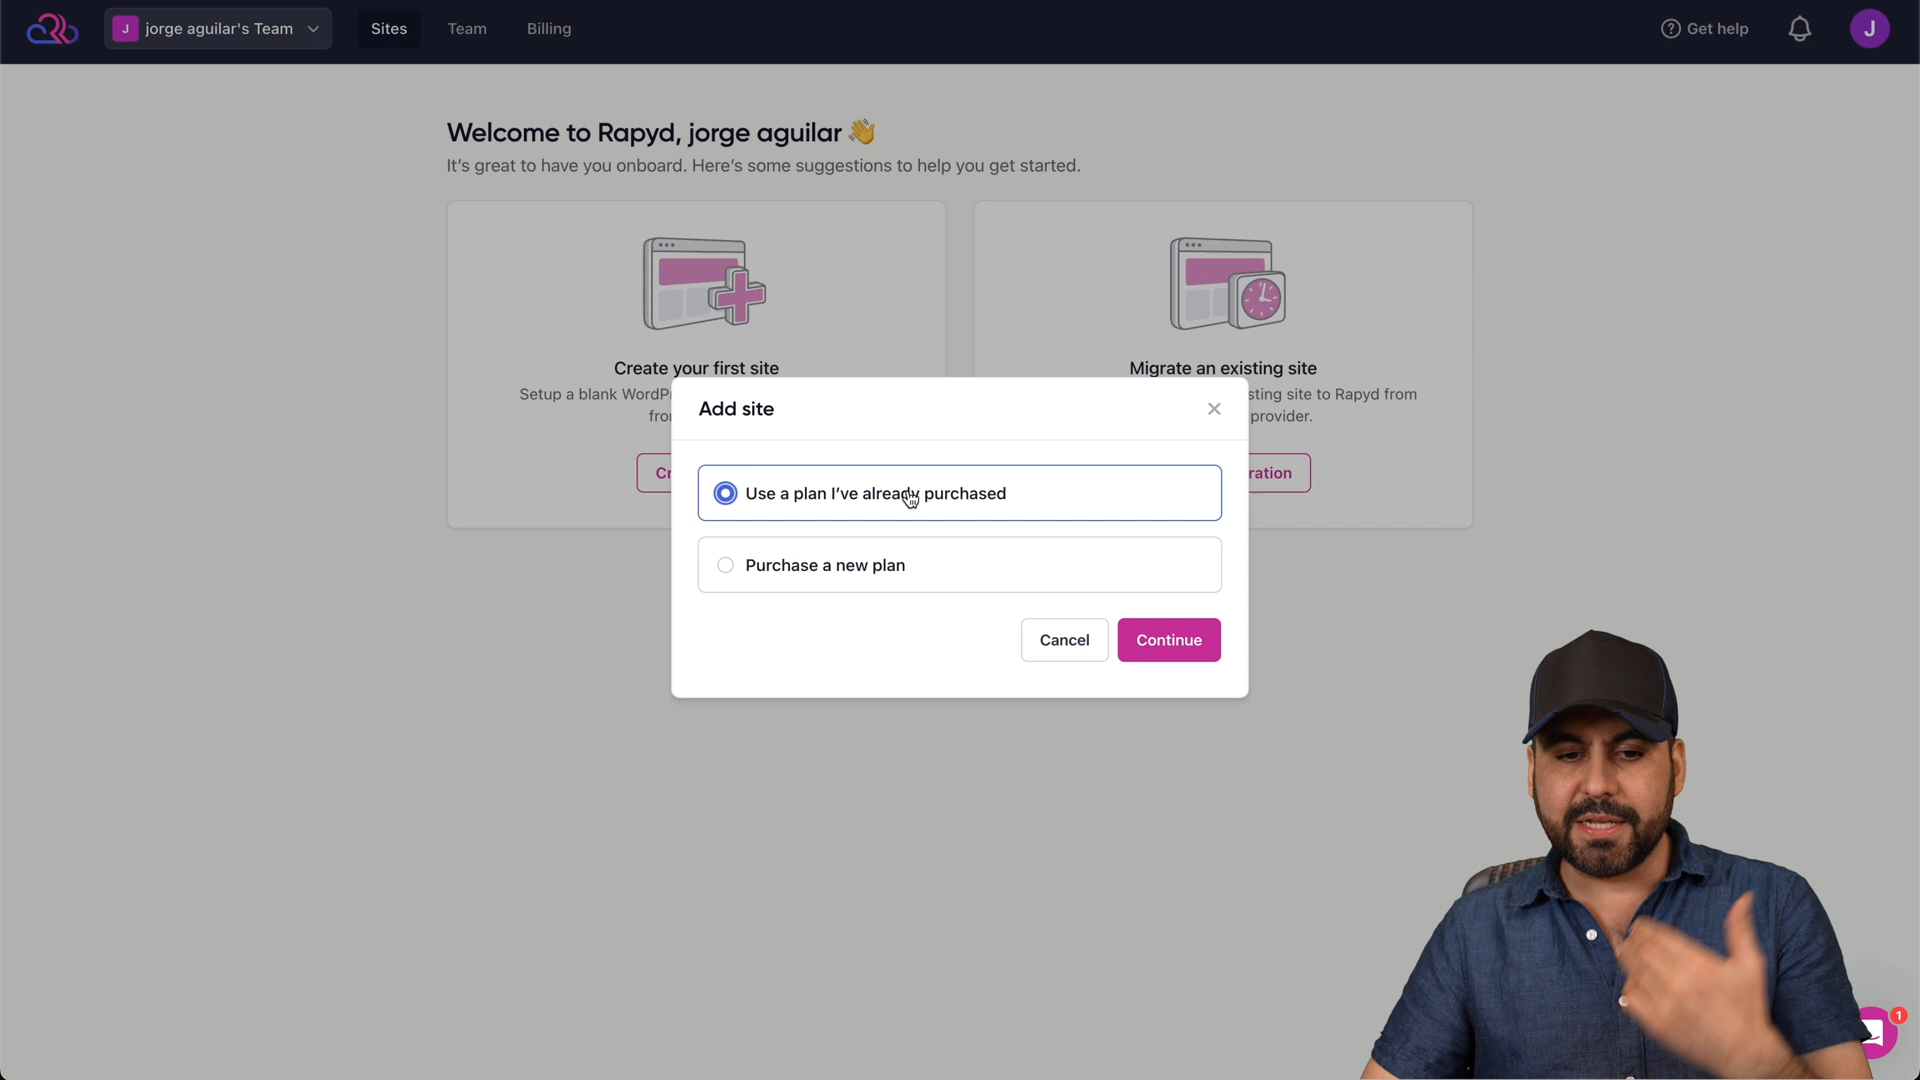 J jorge aguilar's Team Sites Team Billing Get help J
Welcome to Rapyd, jorge aguilar 👋
It's great to have you onboard. Here's some suggestions to help you get started.
Create your first site
Setup a blank WordPr
fro
Cr
Migrate an existing site
sting site to Rapyd from
provider.
ration
Add site
Use a plan I've already purchased
Purchase a new plan
Cancel Continue
1